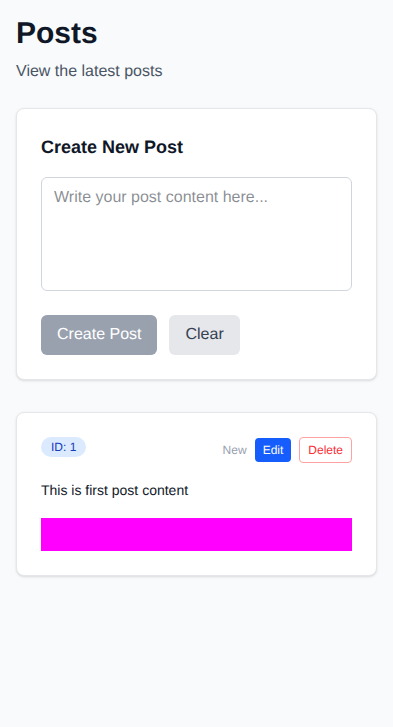 Posts
View the latest posts
Create New Post
Write your post content here...
Create Post
Clear
ID: 1
New
Edit
Delete
This is first post content